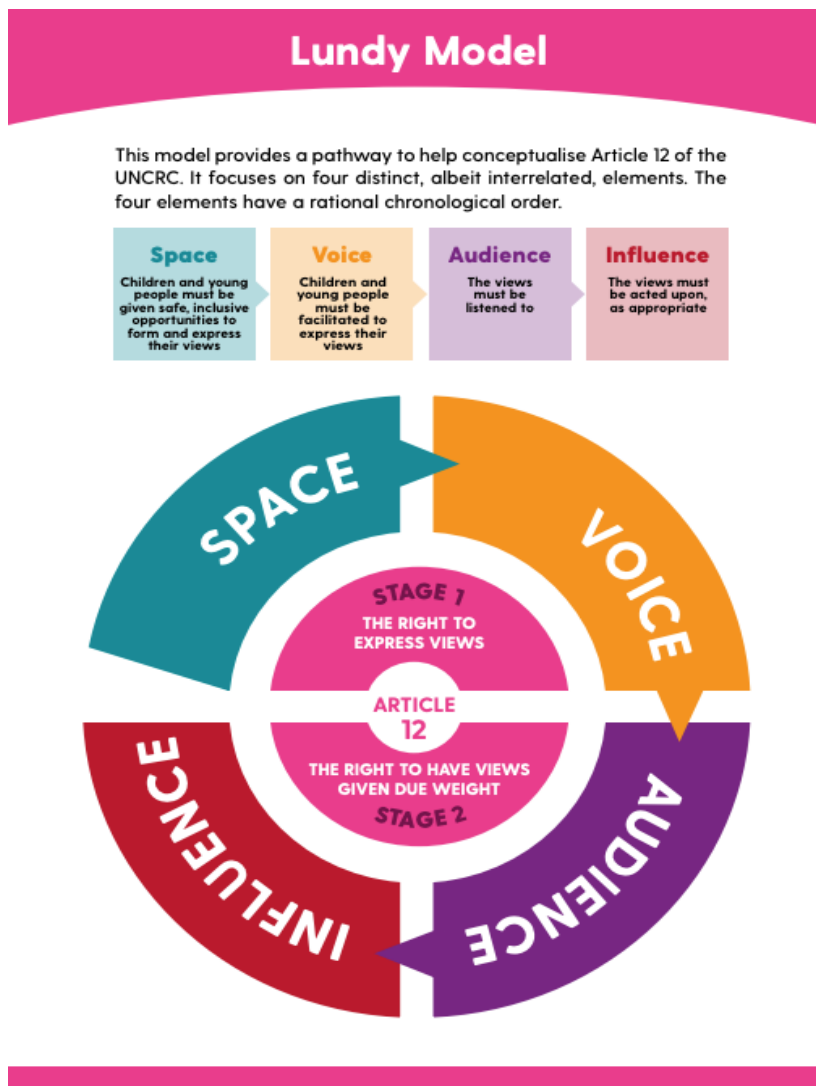 Lundy Model
This model provides a pathway to help conceptualise Article 12 of the
UNCRC. It focuses on four distinct, albeit interrelated, elements. The
four elements have a rational chronological order.
Space
Children and young
people must be
given safe, inclusive
opportunities to
form and express
their views
Voice
Children and
young people
must be
facilitated to
express their
views
Audience
The views
must be
listened to
Influence
The views must
be acted upon,
as appropriate
SPACE
VOICE
STAGE 1
THE RIGHT TO
EXPRESS VIEWS
ARTICLE
12
THE RIGHT TO HAVE VIEWS
GIVEN DUE WEIGHT
STAGE 2
INFLUENCE
AUDIENCE